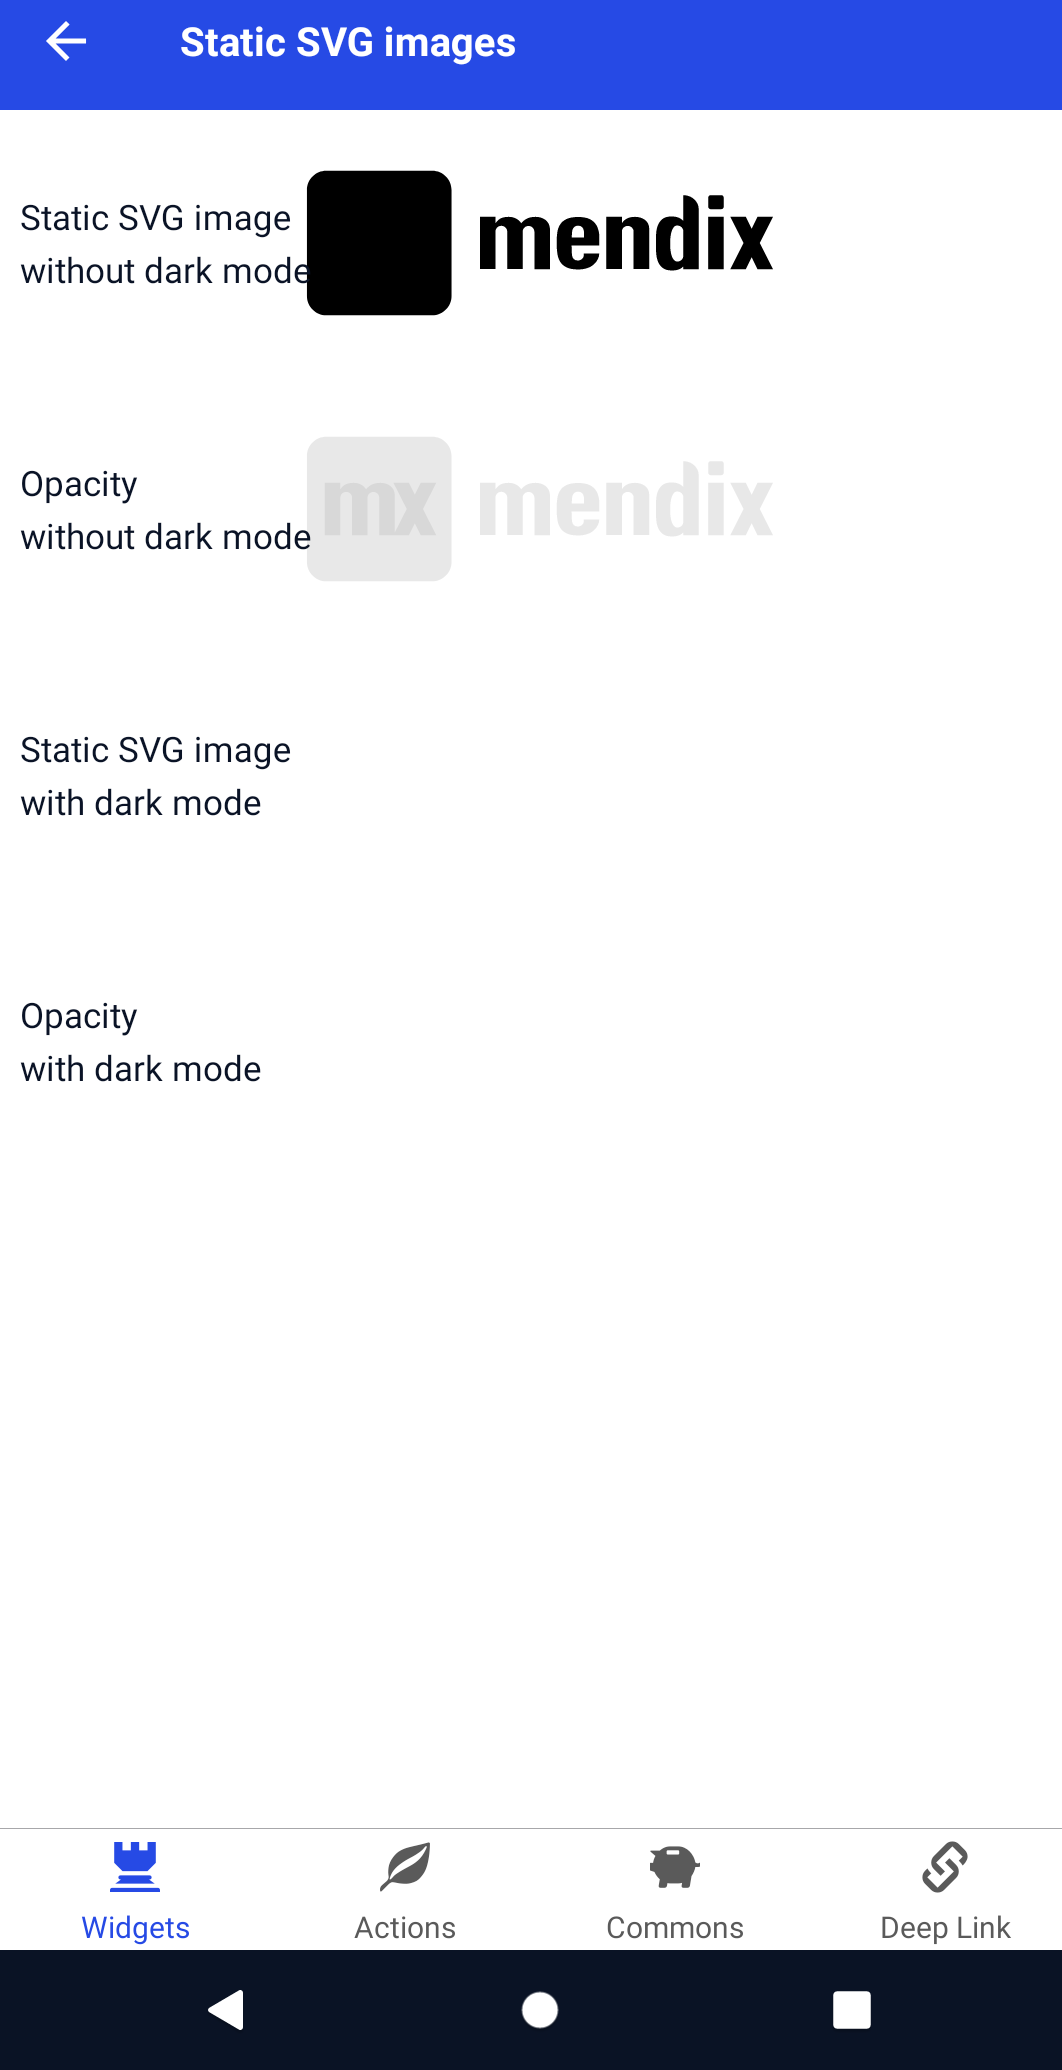 Static SVG images
Static SVG image
without dark mode
mendix
Opacity
without dark mode
mx mendix
Static SVG image
with dark mode
Opacity
with dark mode
Widgets
Actions
Commons
Deep Link